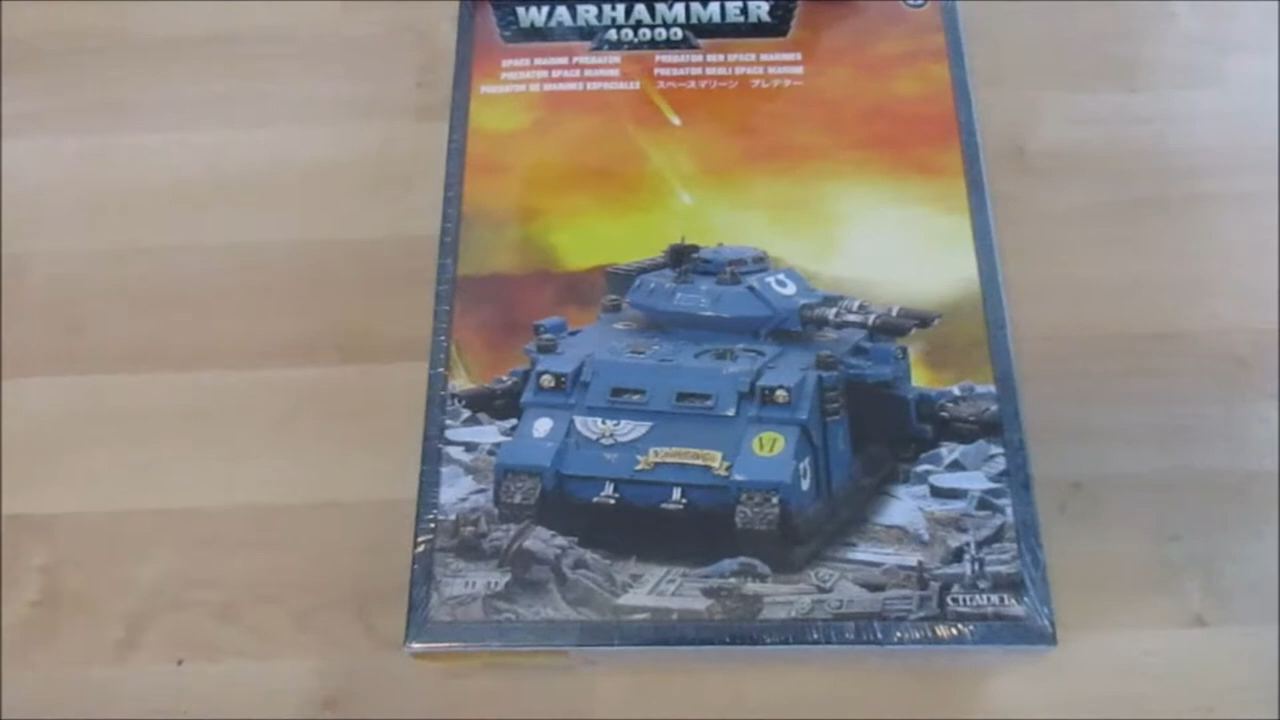 WARHAMMER
40,000
SPACE MARINE PREDATOR
PREDATOR SPACE MARINE
PREDATOR DE MARINES ESPACIALES
PREDATOR DER SPACE MARINES
PREDATOR DEGLI SPACE MARINE
スペースマリーン プレデター
VI
CITADEL